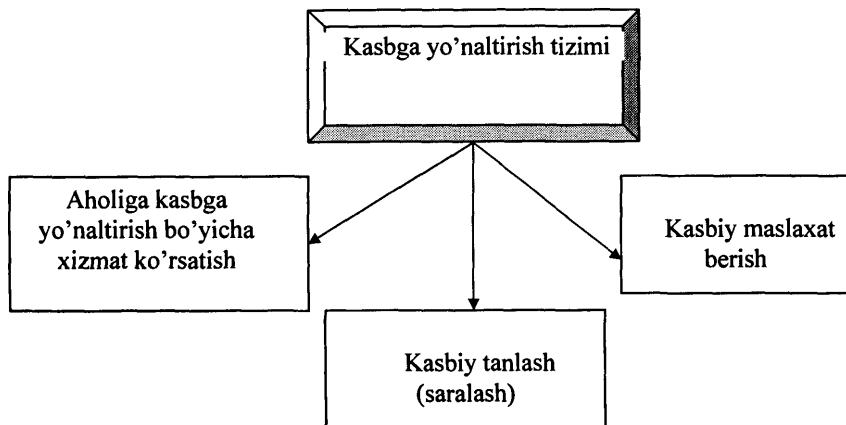 Kasbga yo’naltirish tizimi
Aholiga kasbga
yo’naltirish bo’yicha
xizmat ko’rsatish
Kasbiy maslaxat
berish
Kasbiy tanlash
(saralash)